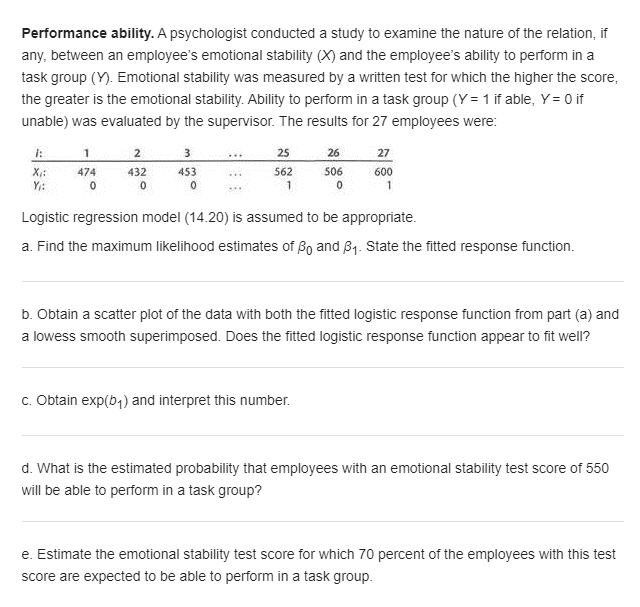 Performance ability. A psychologist conducted a study to examine the nature of the relation, if
any, between an employee's emotional stability (X) and the employee's ability to perform in a
task group (Y). Emotional stability was measured by a written test for which the higher the score,
the greater is the emotional stability. Ability to perform in a task group (Y = 1 if able, Y = 0 if
unable) was evaluated by the supervisor. The results for 27 employees were:
i: 1 2 3 ... 25 26 27
Xᵢ: 474 432 453 ... 562 506 600
Yᵢ: 0 0 0 ... 1 0 1
Logistic regression model (14.20) is assumed to be appropriate.
a. Find the maximum likelihood estimates of β₀ and β₁. State the fitted response function.
b. Obtain a scatter plot of the data with both the fitted logistic response function from part (a) and
a lowess smooth superimposed. Does the fitted logistic response function appear to fit well?
c. Obtain exp(b₁) and interpret this number.
d. What is the estimated probability that employees with an emotional stability test score of 550
will be able to perform in a task group?
e. Estimate the emotional stability test score for which 70 percent of the employees with this test
score are expected to be able to perform in a task group.